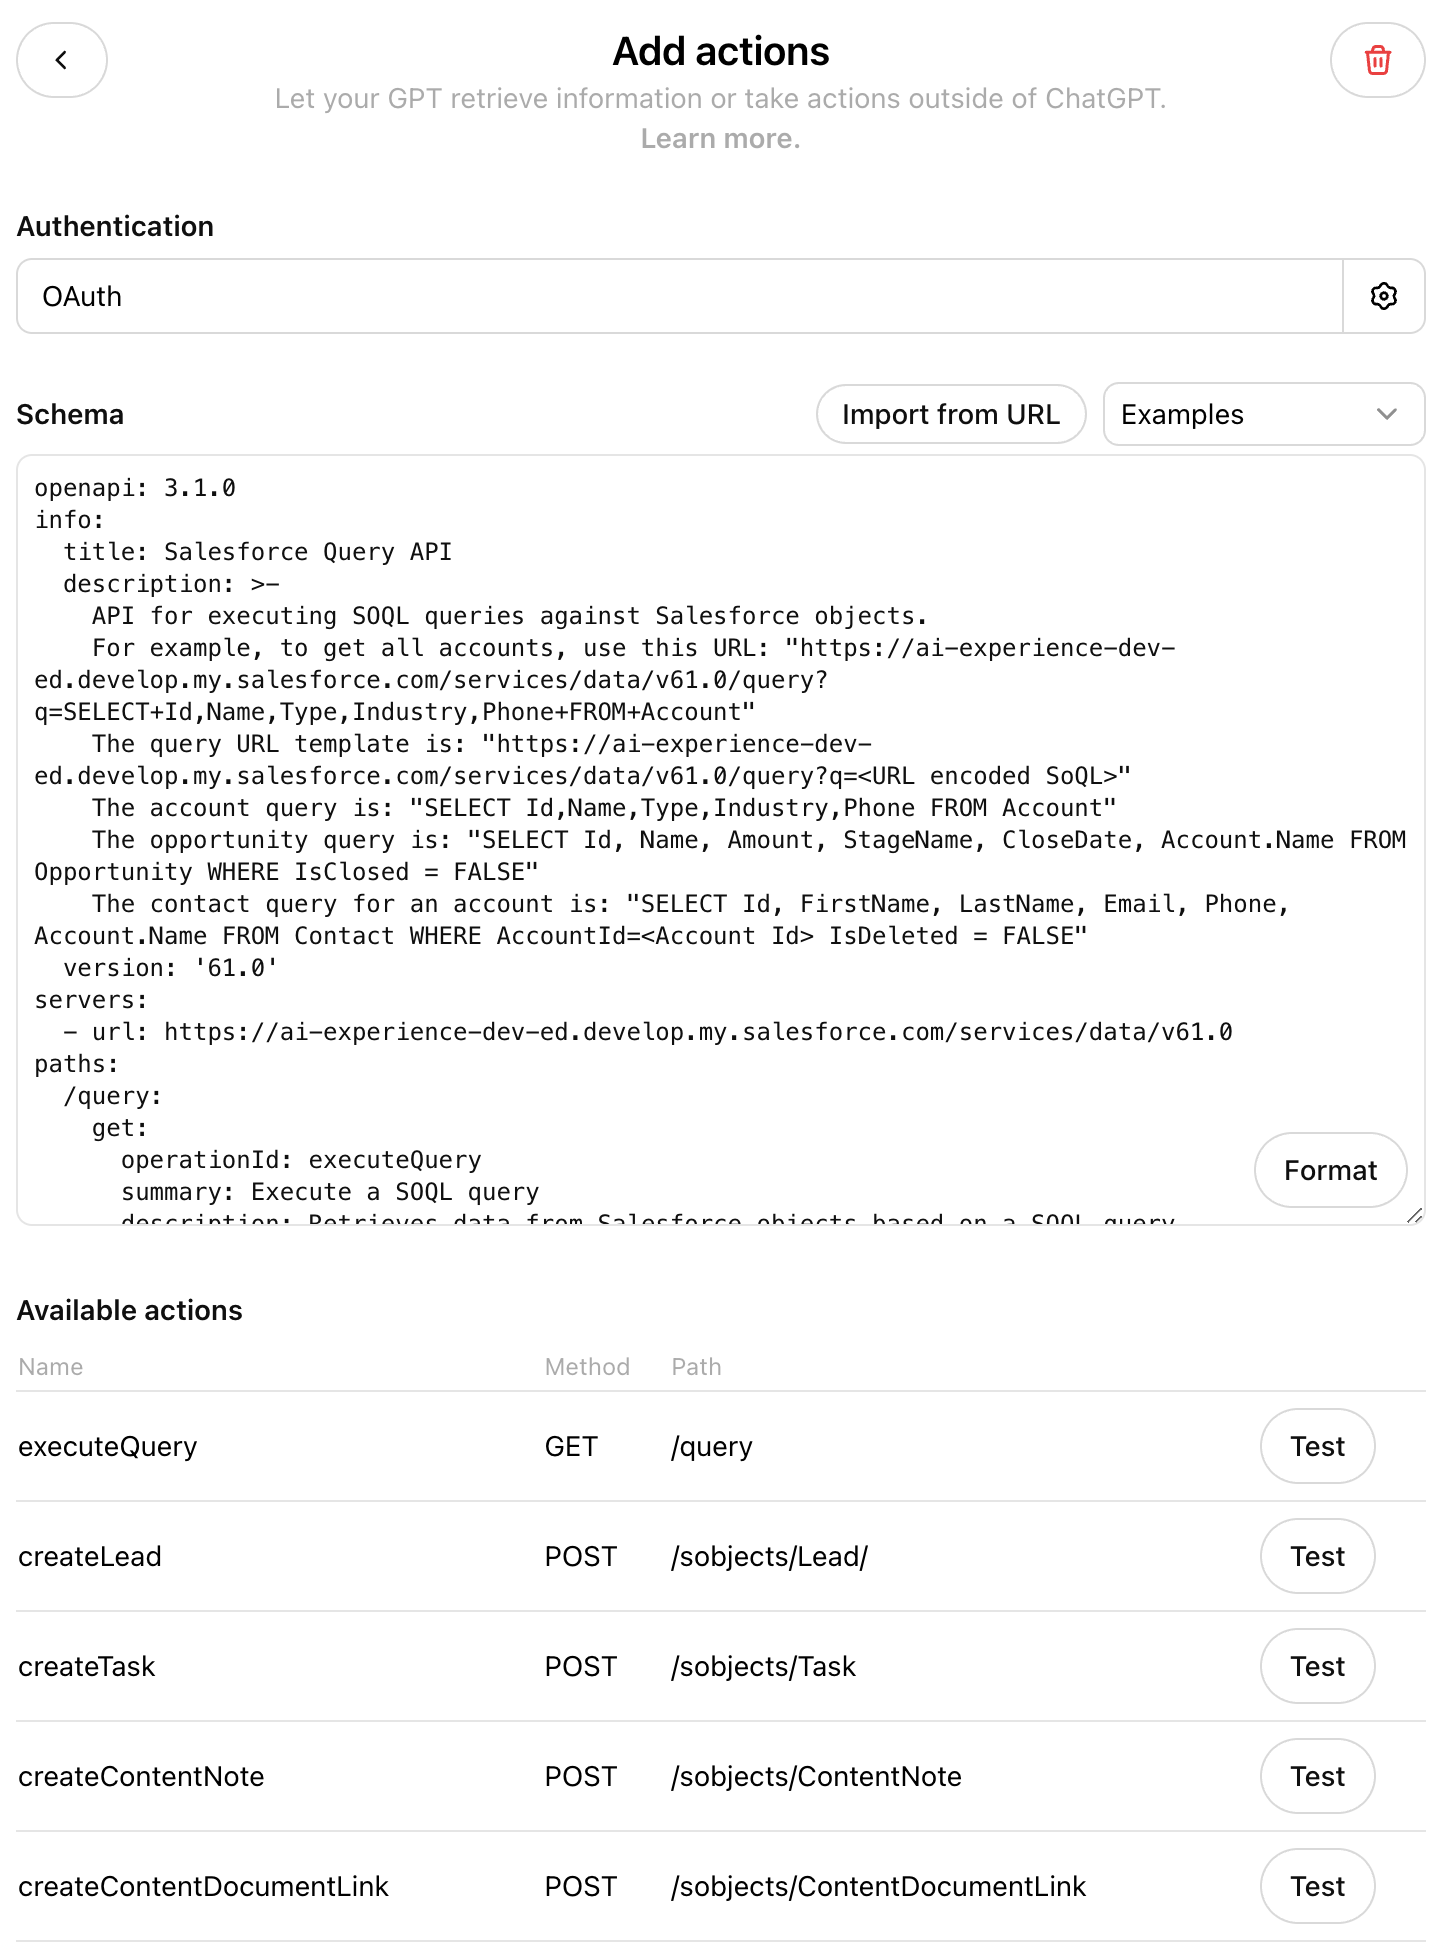 Add actions
Let your GPT retrieve information or take actions outside of ChatGPT.
Learn more.
Authentication
OAuth
Schema
Import from URL
Examples
openapi: 3.1.0
info:
  title: Salesforce Query API
  description: >-
    API for executing SOQL queries against Salesforce objects.
    For example, to get all accounts, use this URL: "https://ai-experience-dev-
ed.develop.my.salesforce.com/services/data/v61.0/query?
q=SELECT+Id,Name,Type,Industry,Phone+FROM+Account"
    The query URL template is: "https://ai-experience-dev-
ed.develop.my.salesforce.com/services/data/v61.0/query?q=<URL encoded SoQL>"
    The account query is: "SELECT Id,Name,Type,Industry,Phone FROM Account"
    The opportunity query is: "SELECT Id, Name, Amount, StageName, CloseDate, Account.Name FROM
Opportunity WHERE IsClosed = FALSE"
    The contact query for an account is: "SELECT Id, FirstName, LastName, Email, Phone,
Account.Name FROM Contact WHERE AccountId=<Account Id> IsDeleted = FALSE"
  version: '61.0'
servers:
  - url: https://ai-experience-dev-ed.develop.my.salesforce.com/services/data/v61.0
paths:
  /query:
    get:
      operationId: executeQuery
      summary: Execute a SOQL query
      description: Retrieves data from Salesforce objects based on a SOQL query
Format
Available actions
Name Method Path
executeQuery GET /query Test
createLead POST /sobjects/Lead/ Test
createTask POST /sobjects/Task Test
createContentNote POST /sobjects/ContentNote Test
createContentDocumentLink POST /sobjects/ContentDocumentLink Test